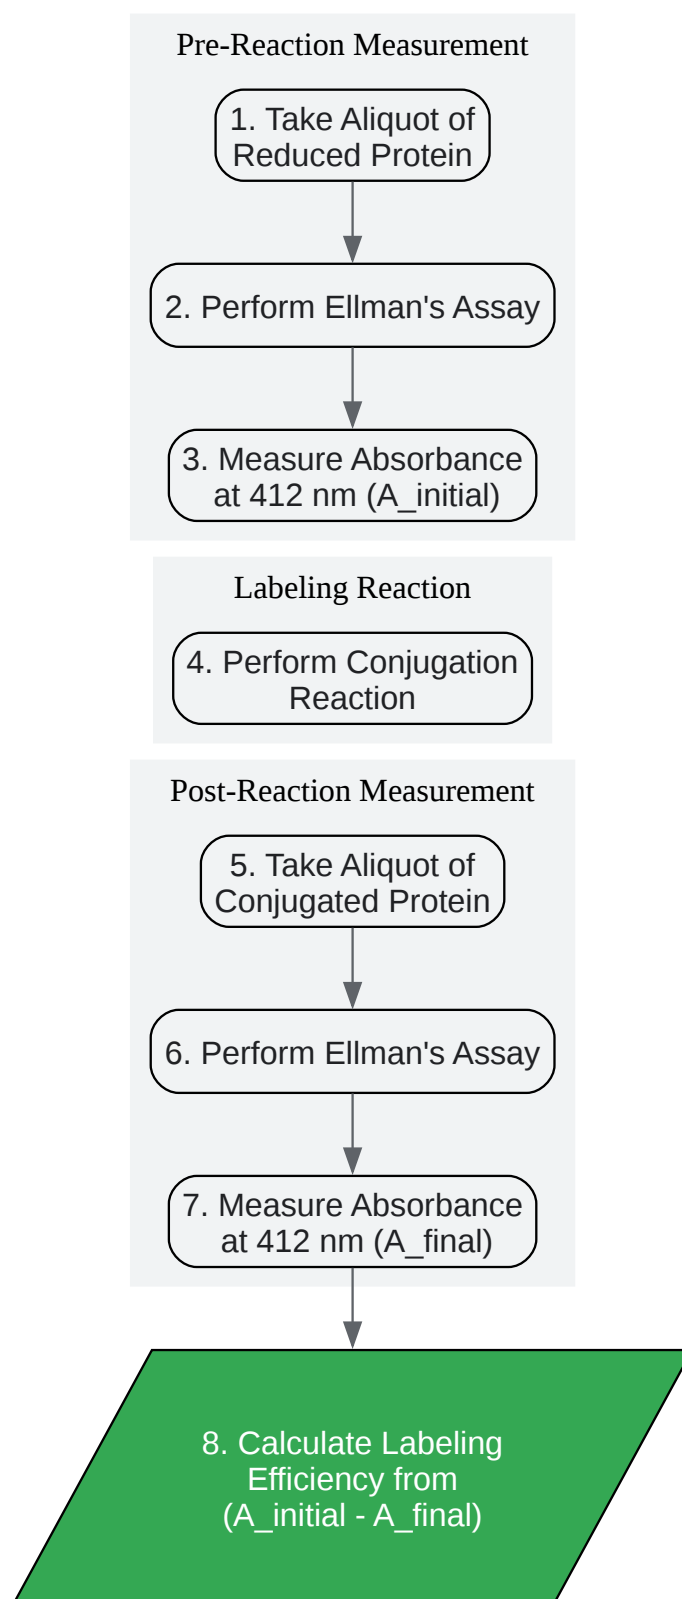 Pre-Reaction Measurement
1. Take Aliquot of
Reduced Protein
2. Perform Ellman's Assay
3. Measure Absorbance
at 412 nm (A_initial)
Labeling Reaction
4. Perform Conjugation
Reaction
Post-Reaction Measurement
5. Take Aliquot of
Conjugated Protein
6. Perform Ellman's Assay
7. Measure Absorbance
at 412 nm (A_final)
8. Calculate Labeling
Efficiency from
(A_initial - A_final)